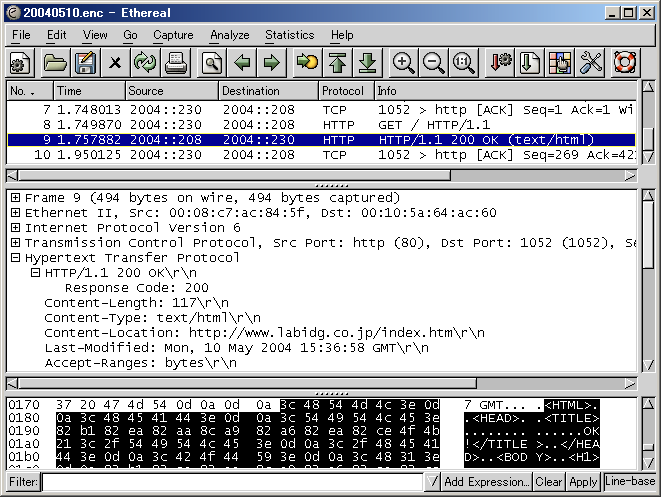 20040510.enc - Ethereal
File Edit View Go Capture Analyze Statistics Help
No. Time Source Destination Protocol Info
7 1.748013 2004::230 2004::208 TCP 1052 > http [ACK] Seq=1 Ack=1 Wi
8 1.749870 2004::230 2004::208 HTTP GET / HTTP/1.1
9 1.757882 2004::208 2004::230 HTTP HTTP/1.1 200 OK (text/html)
10 1.950125 2004::230 2004::208 TCP 1052 > http [ACK] Seq=269 Ack=42
Frame 9 (494 bytes on wire, 494 bytes captured)
Ethernet II, Src: 00:08:c7:ac:84:5f, Dst: 00:10:5a:64:ac:60
Internet Protocol Version 6
Transmission Control Protocol, Src Port: http (80), Dst Port: 1052 (1052), Se
Hypertext Transfer Protocol
HTTP/1.1 200 OK\r\n
Response Code: 200
Content-Length: 117\r\n
Content-Type: text/html\r\n
Content-Location: http://www.labidg.co.jp/index.htm\r\n
Last-Modified: Mon, 10 May 2004 15:36:58 GMT\r\n
Accept-Ranges: bytes\r\n
0170 37 20 47 4d 54 0d 0a 0d 0a 3c 48 54 4d 4c 3e 0d 7 GMT.... .<HTML>.
0180 0a 3c 48 45 41 44 3e 0d 0a 3c 54 49 54 4c 45 3e .<HEAD>. .<TITLE>
0190 82 b1 82 ea 82 aa 8c a9 82 a6 82 ea 82 ce 4f 4b ........ ......OK
01a0 21 3c 2f 54 49 54 4c 45 3e 0d 0a 3c 2f 48 45 41 !</TITLE >..</HEA
01b0 44 3e 0d 0a 3c 42 4f 44 59 3e 0d 0a 3c 48 31 3e D>..<BOD Y>..<H1>
Filter: Add Expression... Clear Apply Line-base